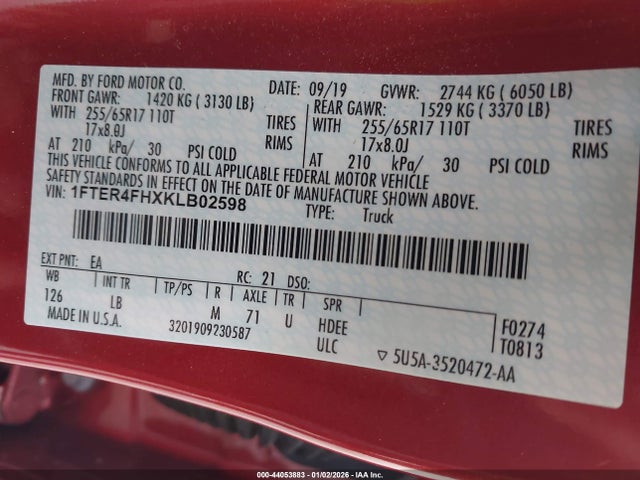 MFD. BY FORD MOTOR CO.
DATE: 09/19 GVWR: 2744 KG ( 6050 LB)
FRONT GAWR: 1420 KG ( 3130 LB) REAR GAWR: 1529 KG ( 3370 LB)
WITH 255/65R17 110T TIRES WITH 255/65R17 110T TIRES
17x8.0J RIMS 17x8.0J RIMS
AT 210 kPa/ 30 PSI COLD AT 210 kPa/ 30 PSI COLD
THIS VEHICLE CONFORMS TO ALL APPLICABLE FEDERAL MOTOR VEHICLE
SAFETY STANDARDS IN EFFECT ON THE DATE OF MANUFACTURE SHOWN ABOVE.
VIN: 1FTER4FHXKLB02598 TYPE: Truck
EXT PNT: EA RC: 21 DSO:
WB INT TR TP/PS R AXLE TR SPR
126 LB M 71 U HDEE F0274
MADE IN U.S.A. 3201909230587 ULC T0813
▽ 5U5A-3520472-AA
000-44053883 - 01/02/2026 - IAA Inc.